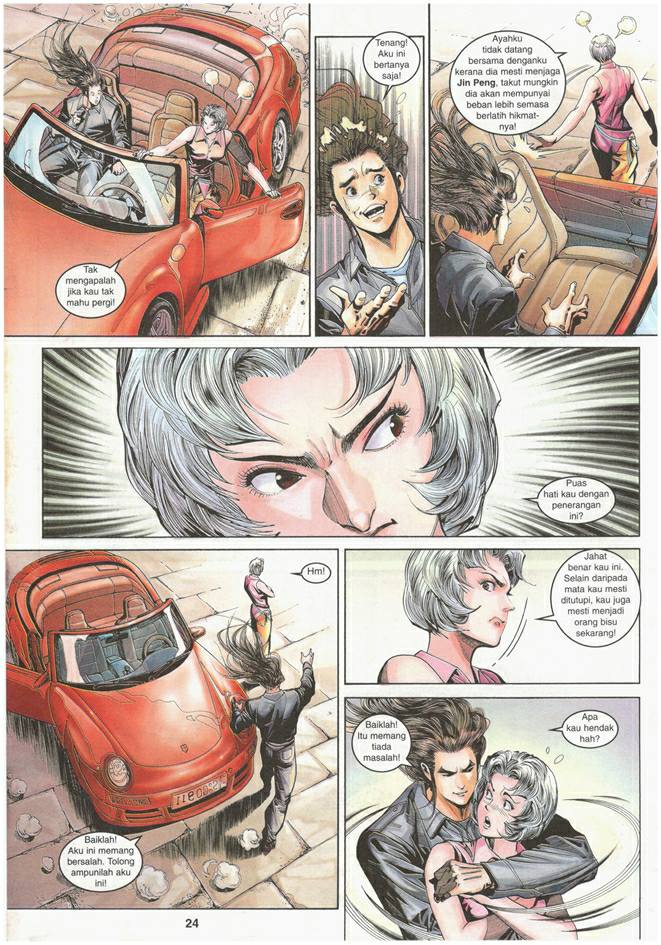 Tak
mengapalah
jika kau tak
mahu pergi!
Tenang!
Aku ini
bertanya
saja!
Ayahku
tidak datang
bersama denganku
kerana dia mesti menjaga
Jin Peng, takut mungkin
dia akan mempunyai
beban lebih semasa
berlatih hikmat-
nya!
Puas
hati kau dengan
penerangan
ini?
Hm!
Baiklah!
Aku ini memang
bersalah. Tolong
ampunilah aku
ini!
Jahat
benar kau ini.
Selain daripada
mata kau mesti
ditutupi, kau juga
mesti menjadi
orang bisu
sekarang!
Baiklah!
Itu memang
tiada
masalah!
Apa
kau hendak
hah?
24